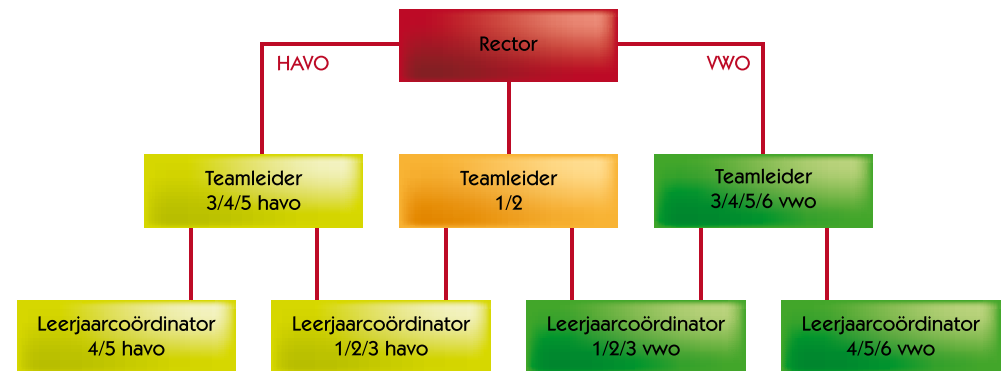 Rector
HAVO
VWO
Teamleider
3/4/5 havo
Teamleider
1/2
Teamleider
3/4/5/6 vwo
Leerjaarcoördinator
4/5 havo
Leerjaarcoördinator
1/2/3 havo
Leerjaarcoördinator
1/2/3 vwo
Leerjaarcoördinator
4/5/6 vwo